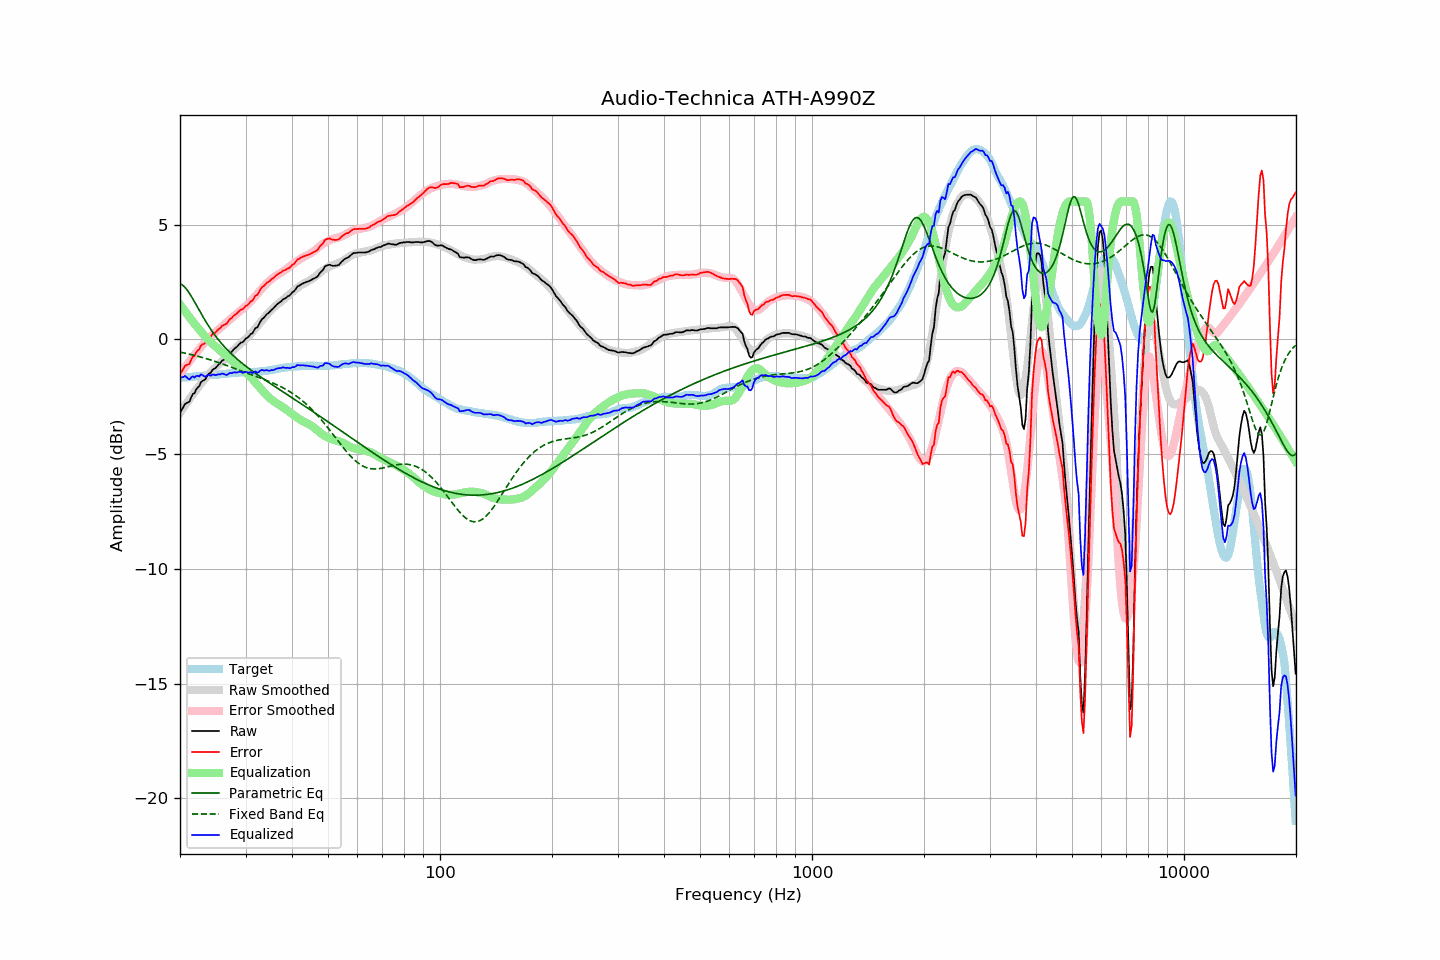 Audio-Technica ATH-A990Z
Amplitude (dBr)
5
0
−5
−10
−15
−20
Target
Raw Smoothed
Error Smoothed
Raw
Error
Equalization
Parametric Eq
Fixed Band Eq
Equalized
100
1000
10000
Frequency (Hz)